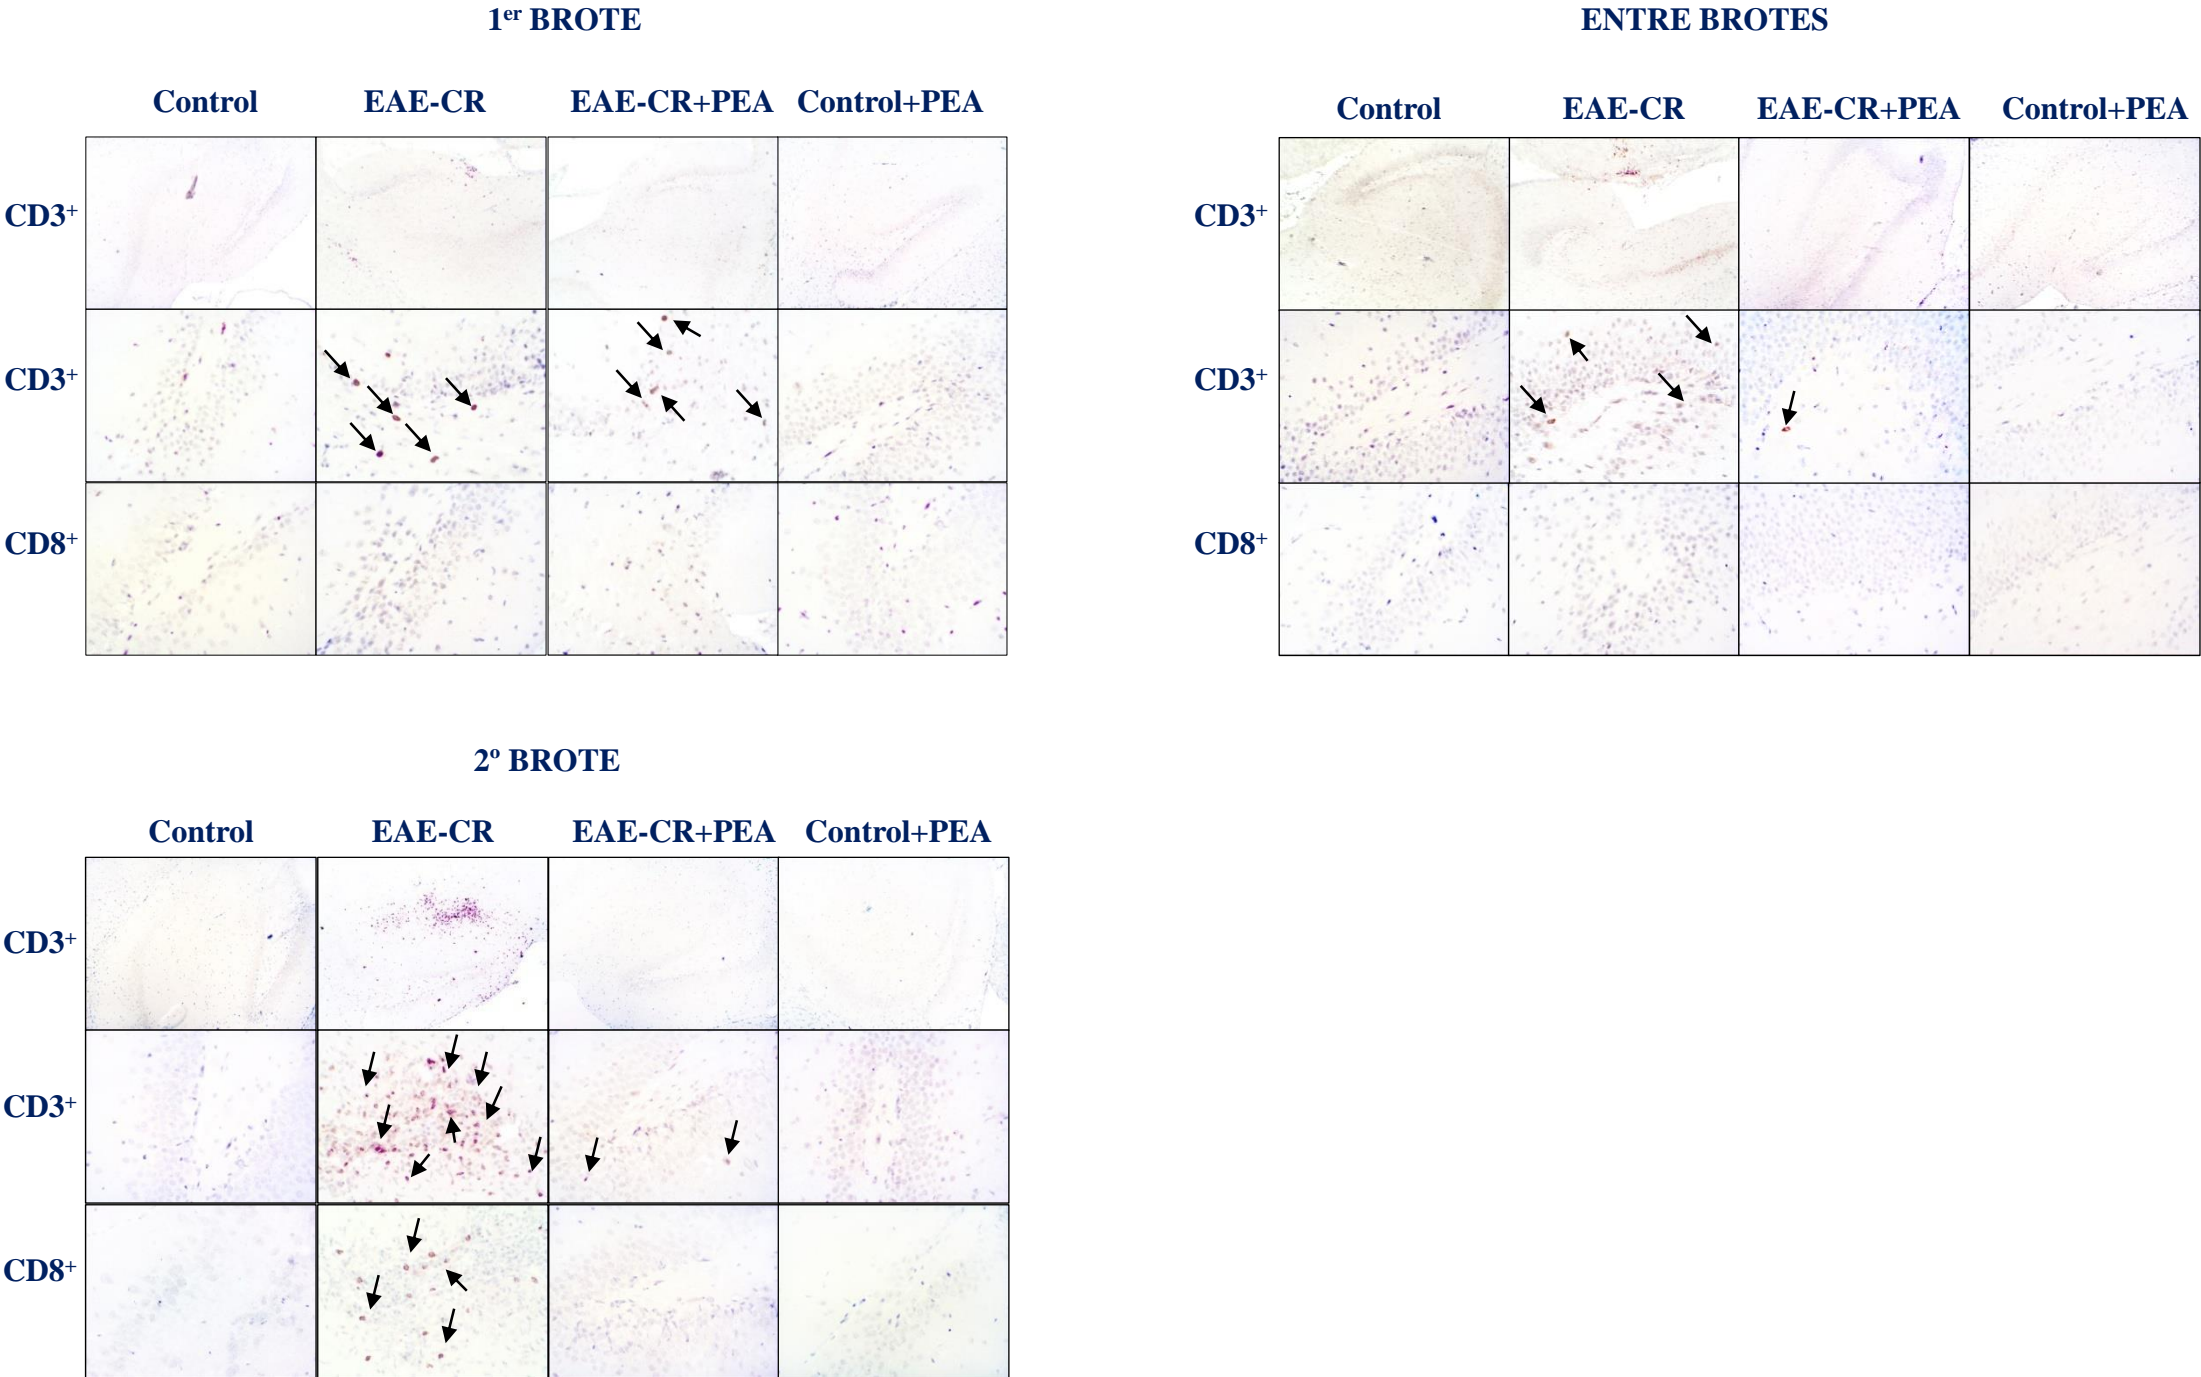 1er BROTE
Control EAE-CR EAE-CR+PEA Control+PEA
CD3+
CD3+
CD8+
ENTRE BROTES
Control EAE-CR EAE-CR+PEA Control+PEA
CD3+
CD3+
CD8+
2º BROTE
Control EAE-CR EAE-CR+PEA Control+PEA
CD3+
CD3+
CD8+